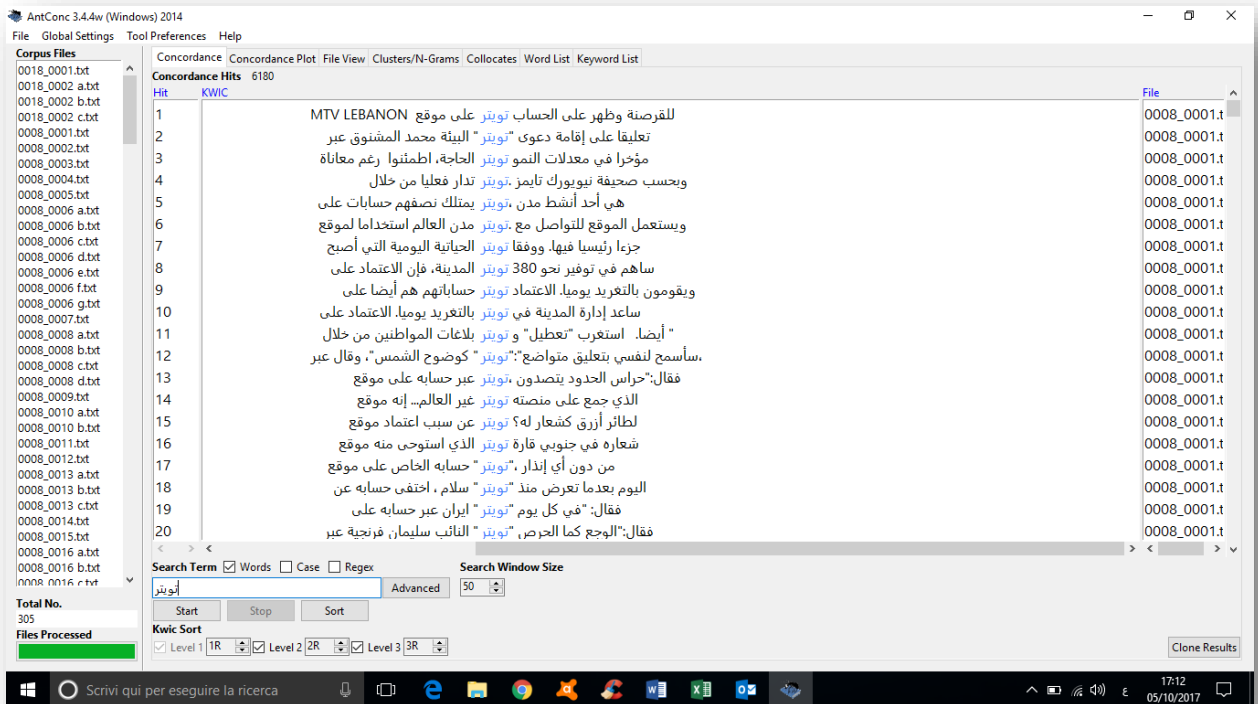 AntConc 3.4.4w (Windows) 2014
File Global Settings Tool Preferences Help
Corpus Files
0018_0001.txt
0018_0002 a.txt
0018_0002 b.txt
0018_0002 c.txt
0008_0001.txt
0008_0002.txt
0008_0003.txt
0008_0004.txt
0008_0005.txt
0008_0006 a.txt
0008_0006 b.txt
0008_0006 c.txt
0008_0006 d.txt
0008_0006 e.txt
0008_0006 f.txt
0008_0006 g.txt
0008_0007.txt
0008_0008 a.txt
0008_0008 b.txt
0008_0008 c.txt
0008_0008 d.txt
0008_0009.txt
0008_0010 a.txt
0008_0010 b.txt
0008_0011.txt
0008_0012.txt
0008_0013 a.txt
0008_0013 b.txt
0008_0013 c.txt
0008_0014.txt
0008_0015.txt
0008_0016 a.txt
0008_0016 b.txt
0008_0016 c.txt
Total No.
305
Files Processed
Concordance Concordance Plot File View Clusters/N-Grams Collocates Word List Keyword List
Concordance Hits 6180
Hit KWIC File
1 للقرصنة وظهر على الحساب تويتر على موقع MTV LEBANON 0008_0001.t
2 تعليقا على إقامة دعوى "تويتر" البيئة محمد المشنوق عبر 0008_0001.t
3 مؤخرا في معدلات النمو تويتر الحاجة، اطمئنوا رغم معاناة 0008_0001.t
4 وبحسب صحيفة نيويورك تايمز .تويتر تدار فعليا من خلال 0008_0001.t
5 هي أحد أنشط مدن ،تويتر يمتلك نصفهم حسابات على 0008_0001.t
6 ويستعمل الموقع للتواصل مع .تويتر مدن العالم استخداما لموقع 0008_0001.t
7 جزءا رئيسيا فيها. ووفقا تويتر الحياتية اليومية التي أصبح 0008_0001.t
8 ساهم في توفير نحو 380 تويتر المدينة، فإن الاعتماد على 0008_0001.t
9 ويقومون بالتغريد يوميا. الاعتماد تويتر حساباتهم هم أيضا على 0008_0001.t
10 ساعد إدارة المدينة في تويتر بالتغريد يوميا. الاعتماد على 0008_0001.t
11 " أيضا. استغرب "تعطيل" و تويتر بلاغات المواطنين من خلال 0008_0001.t
12 ،سأسمح لنفسي بتعليق متواضع":"تويتر" كوضوح الشمس"، وقال عبر 0008_0001.t
13 فقال:"حراس الحدود يتصدون ،تويتر عبر حسابه على موقع 0008_0001.t
14 الذي جمع على منصته تويتر غير العالم... إنه موقع 0008_0001.t
15 لطائر أزرق كشعار له؟ تويتر عن سبب اعتماد موقع 0008_0001.t
16 شعاره في جنوبي قارة تويتر الذي استوحى منه موقع 0008_0001.t
17 من دون أي إنذار ،"تويتر" حسابه الخاص على موقع 0008_0001.t
18 اليوم بعدما تعرض منذ "تويتر" سلام ، اختفى حسابه عن 0008_0001.t
19 فقال: "في كل يوم "تويتر" ايران عبر حسابه على 0008_0001.t
20 فقال:"الوجع كما الحرص "تويتر" النائب سليمان فرنجية عبر 0008_0001.t
Search Term Words Case Regex Search Window Size
تويتر Advanced 50
Start Stop Sort
Kwic Sort
Level 1 1R Level 2 2R Level 3 3R Clone Results
Scrivi qui per eseguire la ricerca
ع 17:12
05/10/2017